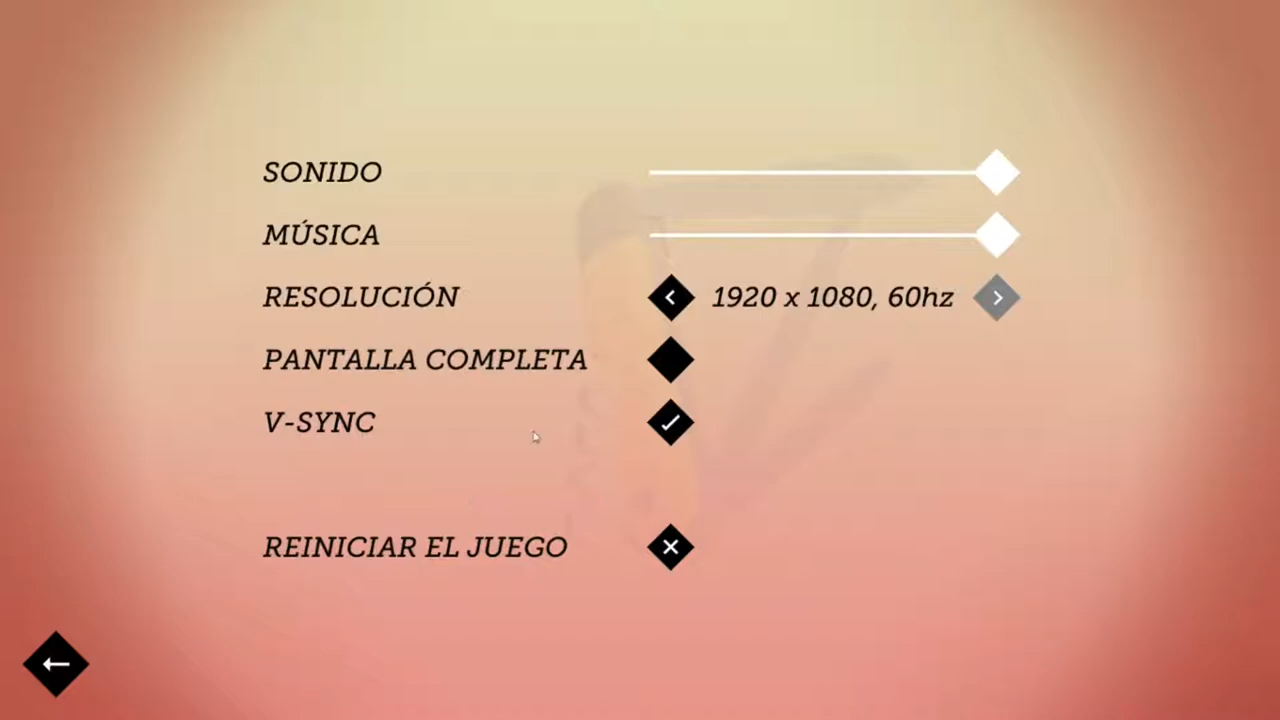 SONIDO
MÚSICA
RESOLUCIÓN 1920 x 1080, 60hz
PANTALLA COMPLETA
V-SYNC
REINICIAR EL JUEGO